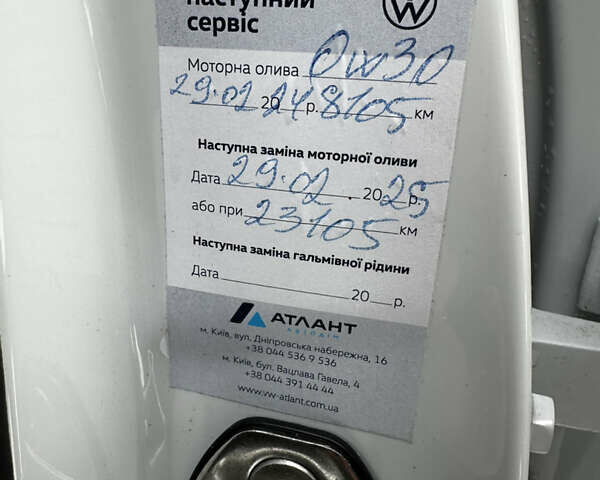 наступний
сервіс
Моторна олива 0w30
29.02 2024 р. 8105 км
Наступна заміна моторної оливи
Дата 29.02. 2025 р.
або при 23105 км
Наступна заміна гальмівної рідини
Дата 20 р.
АТЛАНТ
АВТОДІМ
м. Київ, вул. Дніпровська набережна, 16
+38 044 536 9 536
м. Київ, бул. Вацлава Гавела, 4
+38 044 391 44 44
www.vw-atlant.com.ua